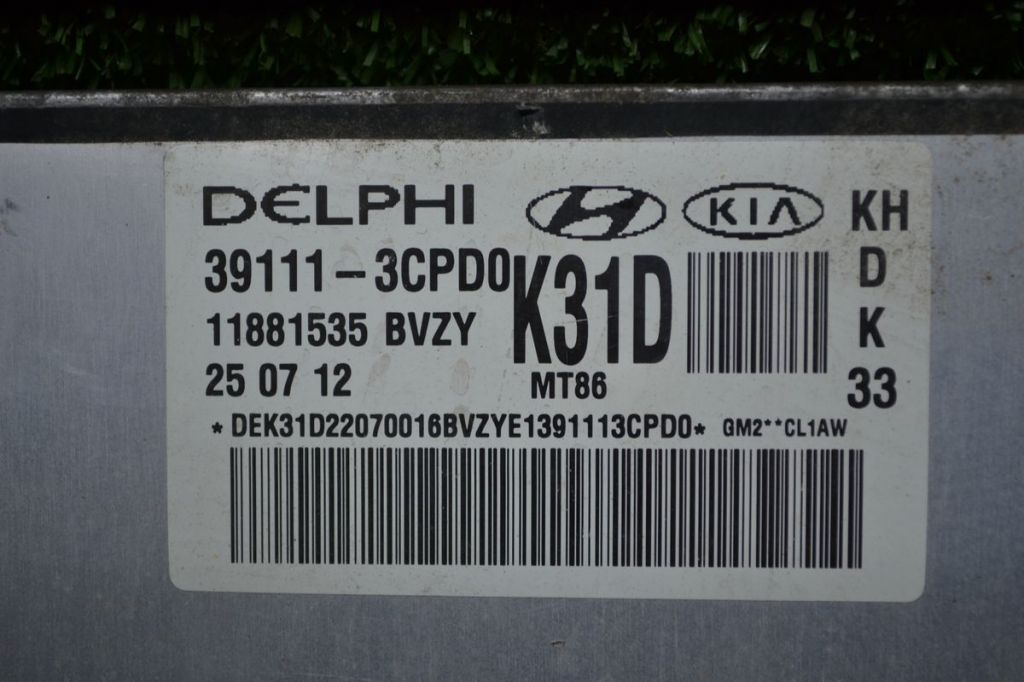 DELPHI KIA KH
39111-3CPD0 K31D D
11881535 BVZY K
25 07 12 MT86 33
*DEK31D22070016BVZYE1391113CPD0* GM2**CL1AW